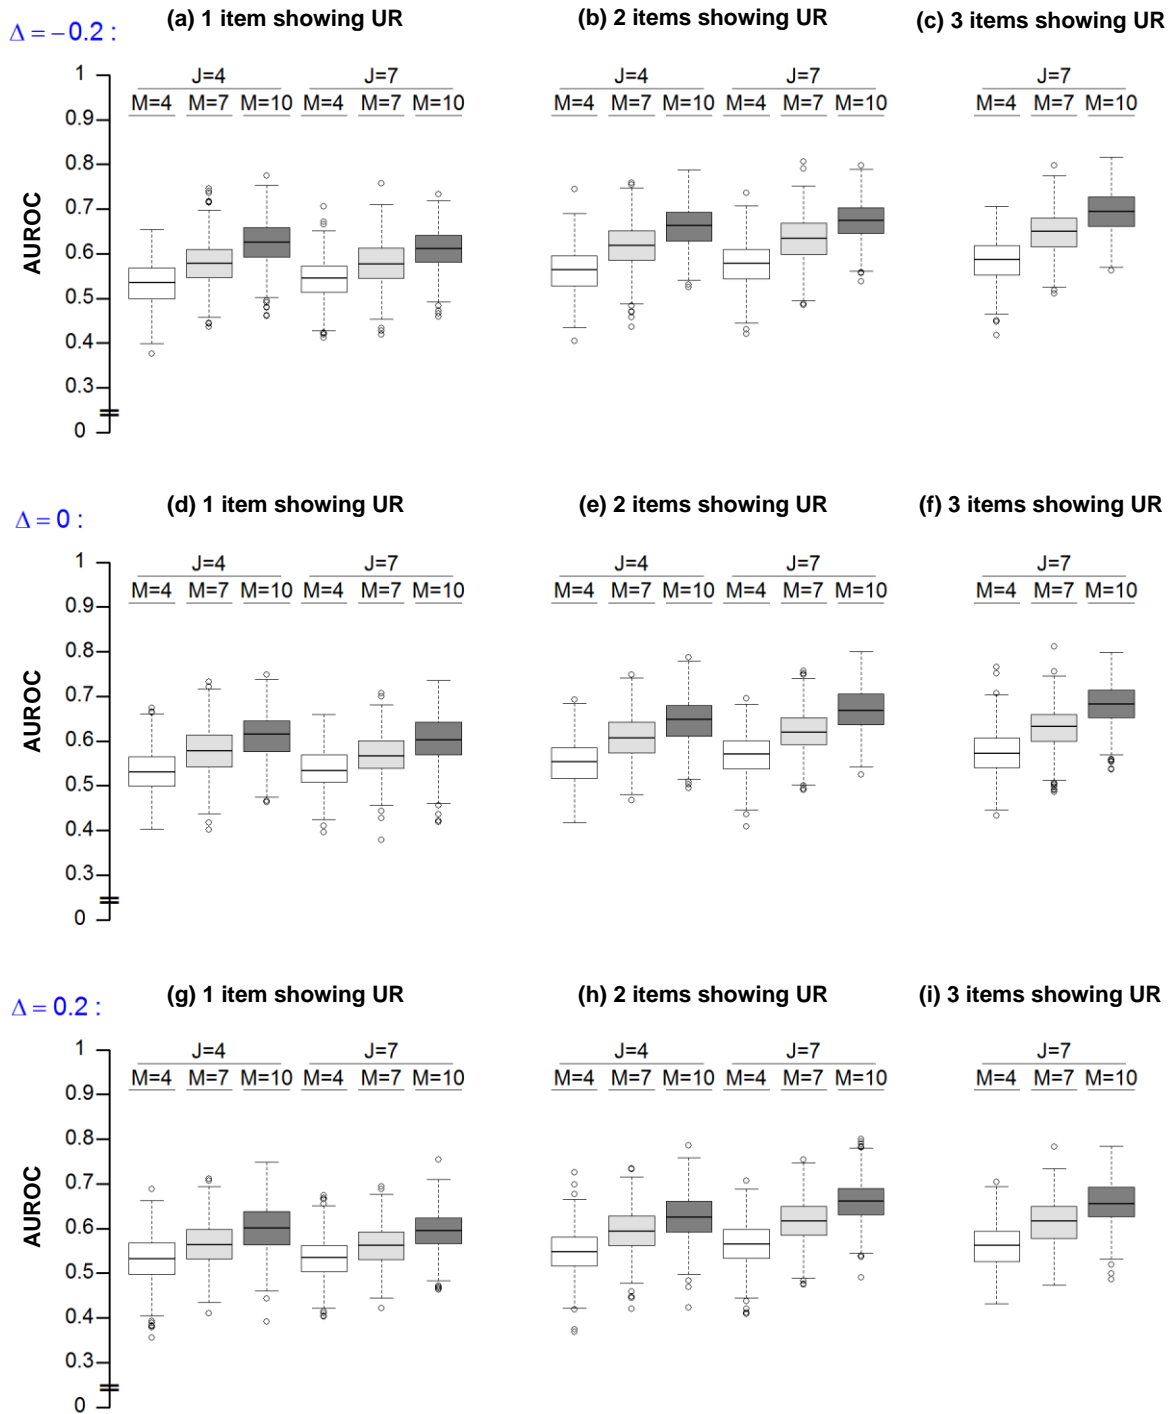 (a) 1 item showing UR (b) 2 items showing UR (c) 3 items showing UR
Δ = −0.2 :
J=4 J=7 J=4 J=7 J=7
M=4 M=7 M=10 M=4 M=7 M=10 M=4 M=7 M=10 M=4 M=7 M=10 M=4 M=7 M=10
1
0.9
0.8
0.7
0.6
0.5
0.4
0.3
0
AUROC
(d) 1 item showing UR (e) 2 items showing UR (f) 3 items showing UR
Δ = 0 :
J=4 J=7 J=4 J=7 J=7
M=4 M=7 M=10 M=4 M=7 M=10 M=4 M=7 M=10 M=4 M=7 M=10 M=4 M=7 M=10
1
0.9
0.8
0.7
0.6
0.5
0.4
0.3
0
AUROC
(g) 1 item showing UR (h) 2 items showing UR (i) 3 items showing UR
Δ = 0.2 :
J=4 J=7 J=4 J=7 J=7
M=4 M=7 M=10 M=4 M=7 M=10 M=4 M=7 M=10 M=4 M=7 M=10 M=4 M=7 M=10
1
0.9
0.8
0.7
0.6
0.5
0.4
0.3
0
AUROC